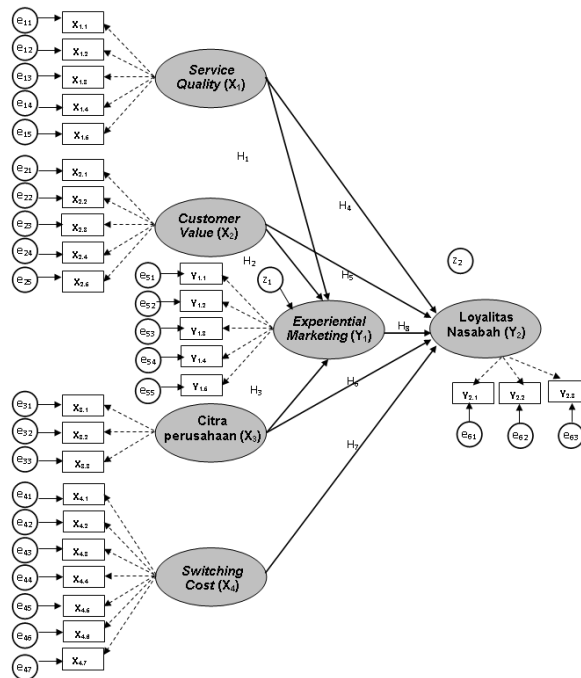 e11
X1.1
e12
X1.2
e13
X1.3
e14
X1.4
e15
X1.5
Service
Quality (X1)
H1
H4
e21
X2.1
e22
X2.2
e23
X2.3
e24
X2.4
e25
X2.5
Customer
Value (X2)
H2
H5
z2
e51
Y1.1
e52
Y1.2
e53
Y1.3
e54
Y1.4
e55
Y1.5
z1
Experiential
Marketing (Y1)
H8
Loyalitas
Nasabah (Y2)
Y2.1
Y2.2
Y2.3
e61
e62
e63
H3
H6
H7
e31
X3.1
e32
X3.2
e33
X3.3
Citra
perusahaan (X3)
e41
X4.1
e42
X4.2
e43
X4.3
e44
X4.4
e45
X4.5
e46
X4.6
e47
X4.7
Switching
Cost (X4)